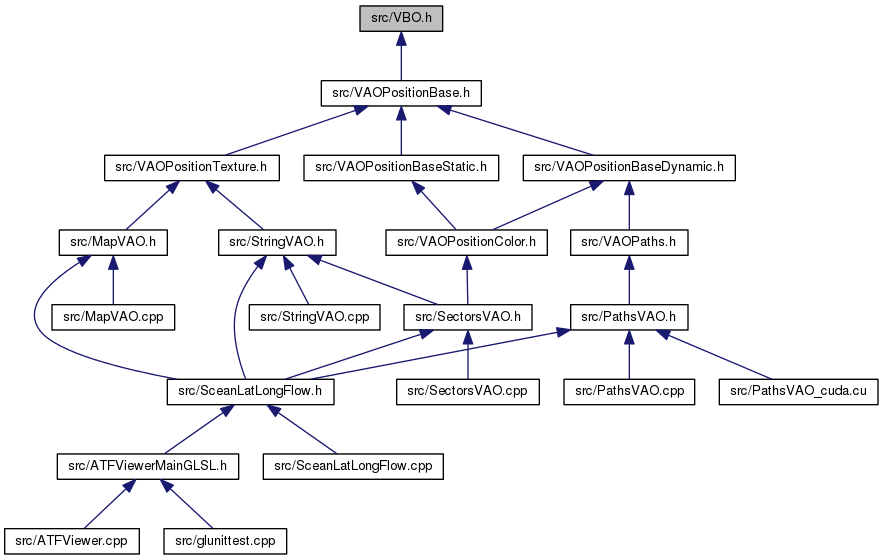 src/VBO.h
src/VAOPositionBase.h
src/VAOPositionTexture.h
src/VAOPositionBaseStatic.h
src/VAOPositionBaseDynamic.h
src/MapVAO.h
src/StringVAO.h
src/VAOPositionColor.h
src/VAOPaths.h
src/MapVAO.cpp
src/StringVAO.cpp
src/SectorsVAO.h
src/PathsVAO.h
src/SceanLatLongFlow.h
src/SectorsVAO.cpp
src/PathsVAO.cpp
src/PathsVAO_cuda.cu
src/ATFViewerMainGLSL.h
src/SceanLatLongFlow.cpp
src/ATFViewer.cpp
src/glunittest.cpp